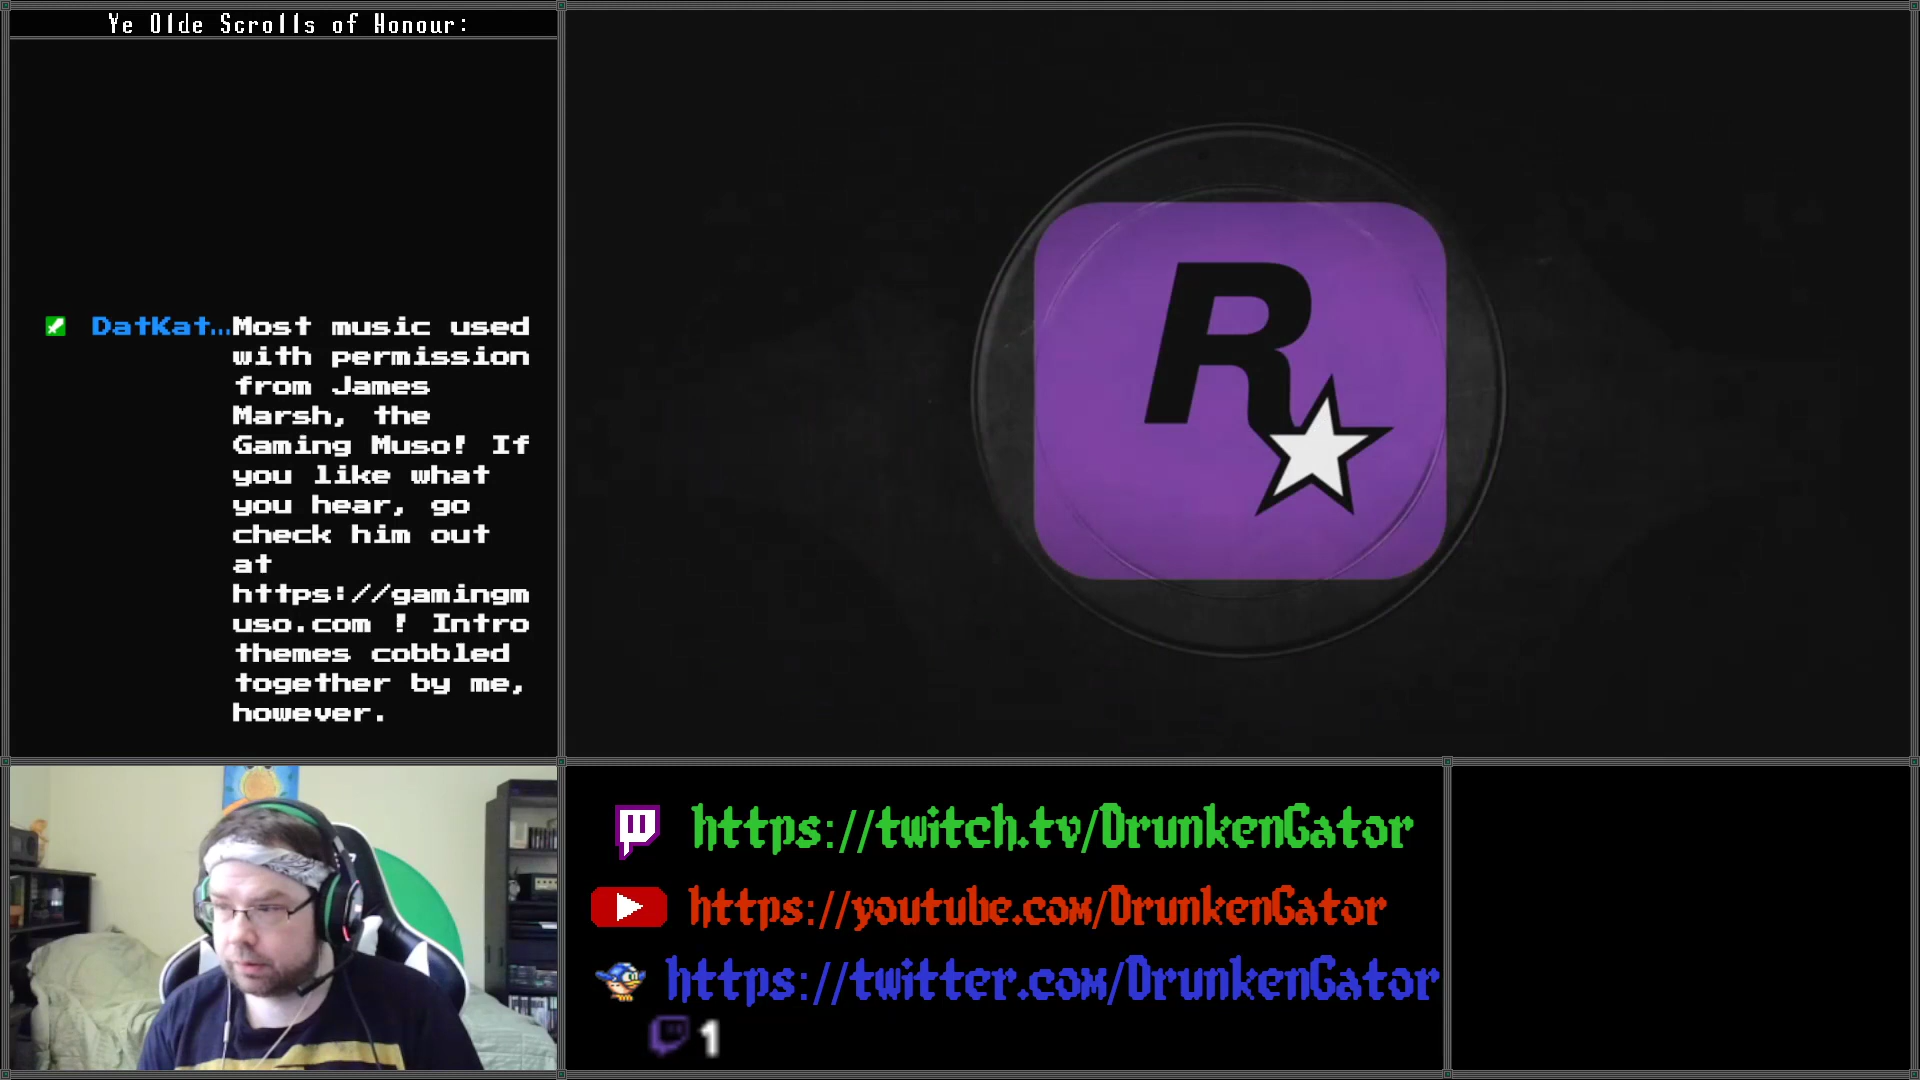 Ye Olde Scrolls of Honour:
DatKat...Most music used
with permission
from James
Marsh, the
Gaming Muso! If
you like what
you hear, go
check him out
at
https://gamingm
uso.com ! Intro
themes cobbled
together by me,
however.
R
https://twitch.tv/DrunkenGator
https://youtube.com/DrunkenGator
https://twitter.com/DrunkenGator
1